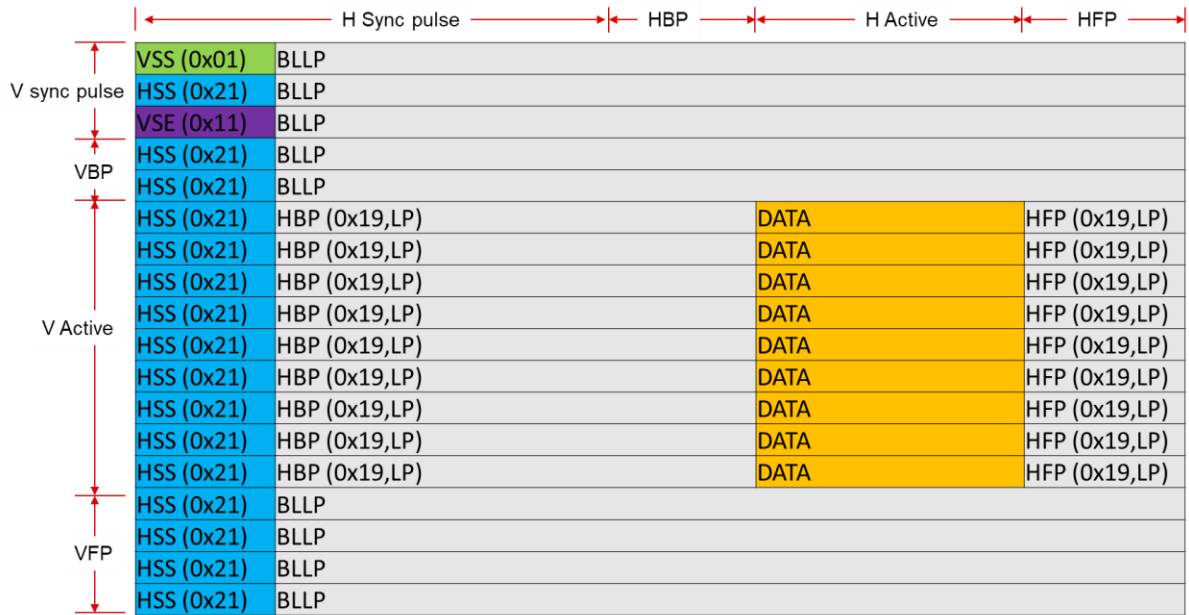 H Sync pulse HBP H Active HFP
V sync pulse
VSS (0x01) BLLP
HSS (0x21) BLLP
VSE (0x11) BLLP
VBP
HSS (0x21) BLLP
HSS (0x21) BLLP
V Active
HSS (0x21) HBP (0x19,LP) DATA HFP (0x19,LP)
HSS (0x21) HBP (0x19,LP) DATA HFP (0x19,LP)
HSS (0x21) HBP (0x19,LP) DATA HFP (0x19,LP)
HSS (0x21) HBP (0x19,LP) DATA HFP (0x19,LP)
HSS (0x21) HBP (0x19,LP) DATA HFP (0x19,LP)
HSS (0x21) HBP (0x19,LP) DATA HFP (0x19,LP)
HSS (0x21) HBP (0x19,LP) DATA HFP (0x19,LP)
HSS (0x21) HBP (0x19,LP) DATA HFP (0x19,LP)
HSS (0x21) HBP (0x19,LP) DATA HFP (0x19,LP)
VFP
HSS (0x21) BLLP
HSS (0x21) BLLP
HSS (0x21) BLLP
HSS (0x21) BLLP